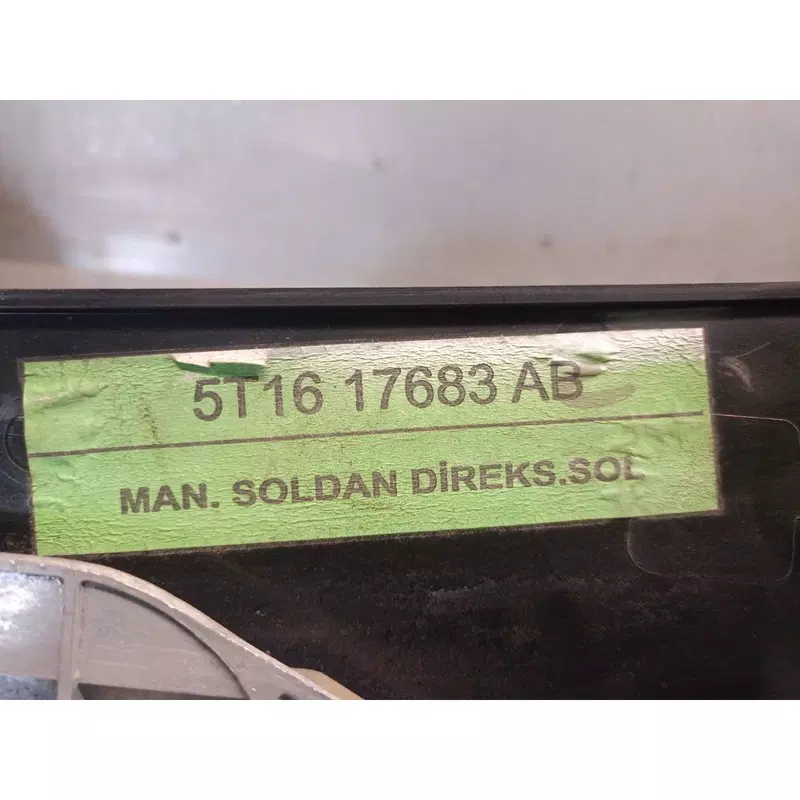 5T16 17683 AB
MAN. SOLDAN DİREKS.SOL